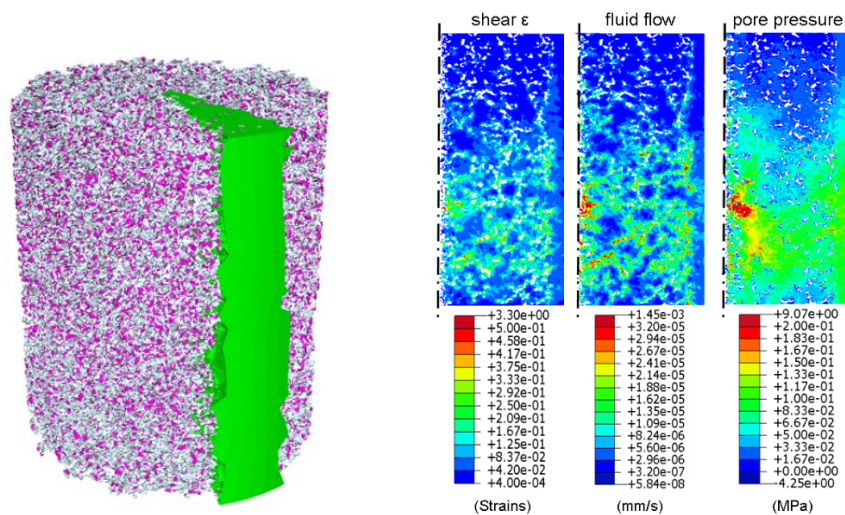 shear ε
fluid flow
pore pressure
+3.30e+00
+5.00e-01
+4.58e-01
+4.17e-01
+3.75e-01
+3.33e-01
+2.92e-01
+2.50e-01
+2.09e-01
+1.67e-01
+1.25e-01
+8.37e-02
+4.20e-02
+4.00e-04
(Strains)
+1.45e-03
+3.20e-05
+2.94e-05
+2.67e-05
+2.41e-05
+2.14e-05
+1.88e-05
+1.62e-05
+1.35e-05
+1.09e-05
+8.24e-06
+5.60e-06
+2.96e-06
+3.20e-07
+5.84e-08
(mm/s)
+9.07e+00
+2.00e-01
+1.83e-01
+1.67e-01
+1.50e-01
+1.33e-01
+1.17e-01
+1.00e-01
+8.33e-02
+6.67e-02
+5.00e-02
+3.33e-02
+1.67e-02
+0.00e+00
-4.25e+00
(MPa)